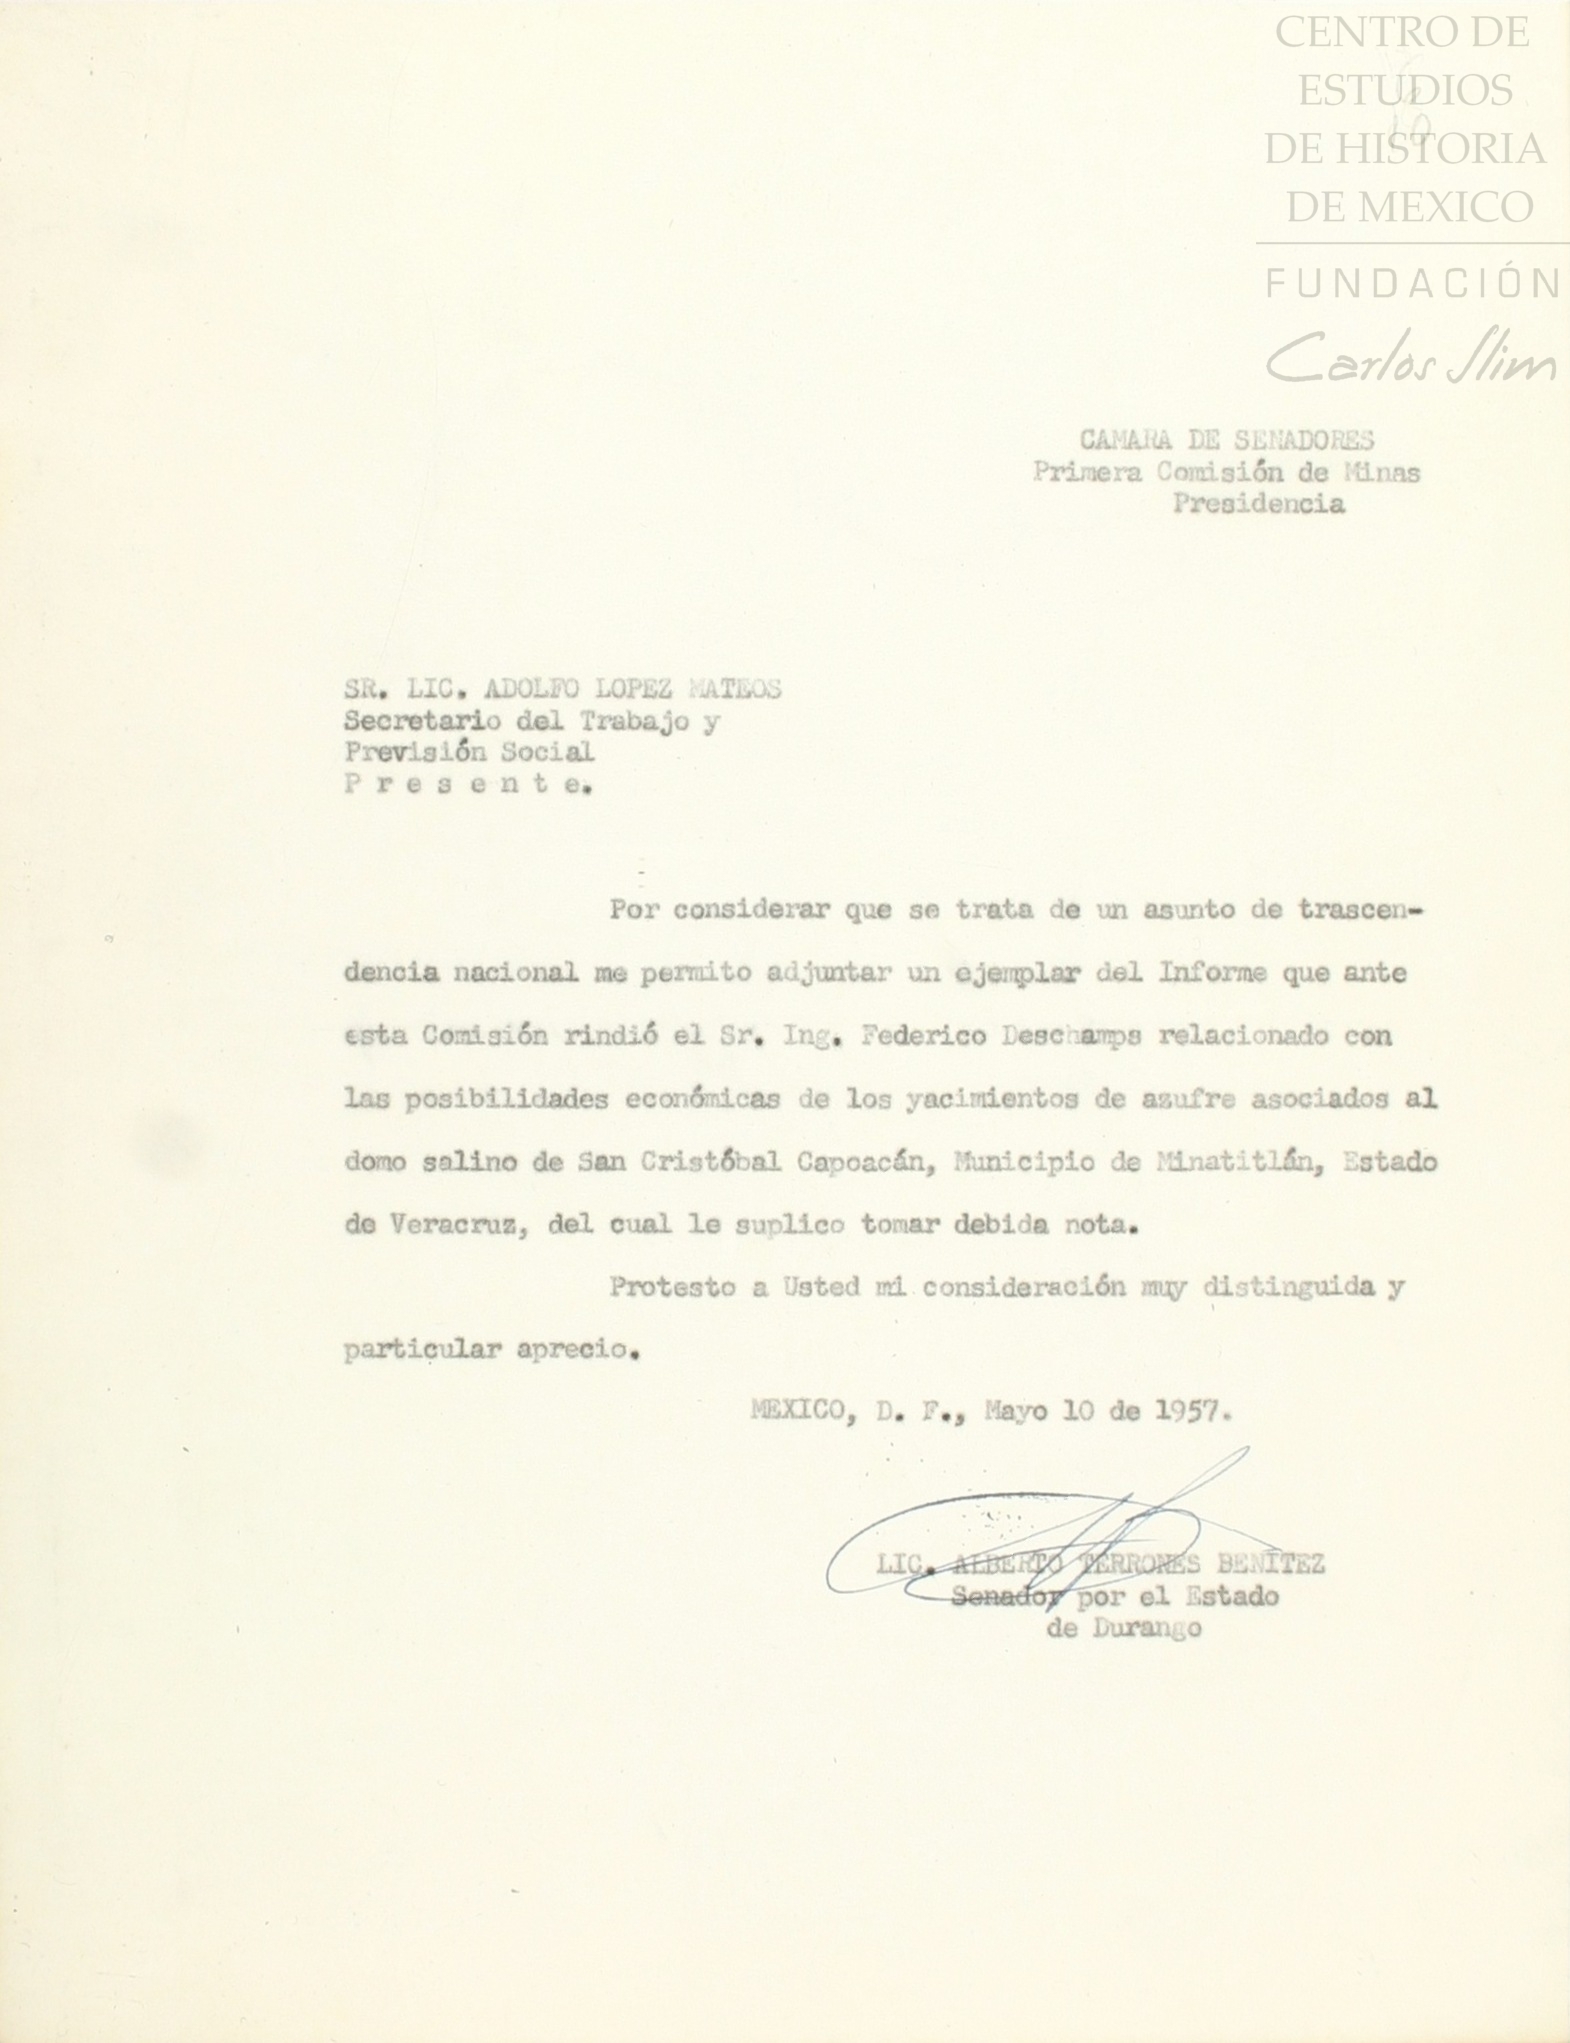 CENTRO DE
ESTUDIOS
DE HISTORIA
DE MEXICO
FUNDACIÓN
Carlos Slim
CAMARA DE SENADORES
Primera Comisión de Minas
Presidencia
SR. LIC. ADOLFO LOPEZ MATEOS
Secretario del Trabajo y
Previsión Social
P r e s e n t e.
Por considerar que se trata de un asunto de trascen-
dencia nacional me permito adjuntar un ejemplar del Informe que ante
esta Comisión rindió el Sr. Ing. Federico Deschamps relacionado con
las posibilidades económicas de los yacimientos de azufre asociados al
domo salino de San Cristóbal Capoacán, Municipio de Minatitlán, Estado
de Veracruz, del cual le suplico tomar debida nota.
Protesto a Usted mi consideración muy distinguida y
particular aprecio.
MEXICO, D. F., Mayo 10 de 1957.
LIC. ALBERTO TERRONES BENITEZ
Senador por el Estado
de Durango